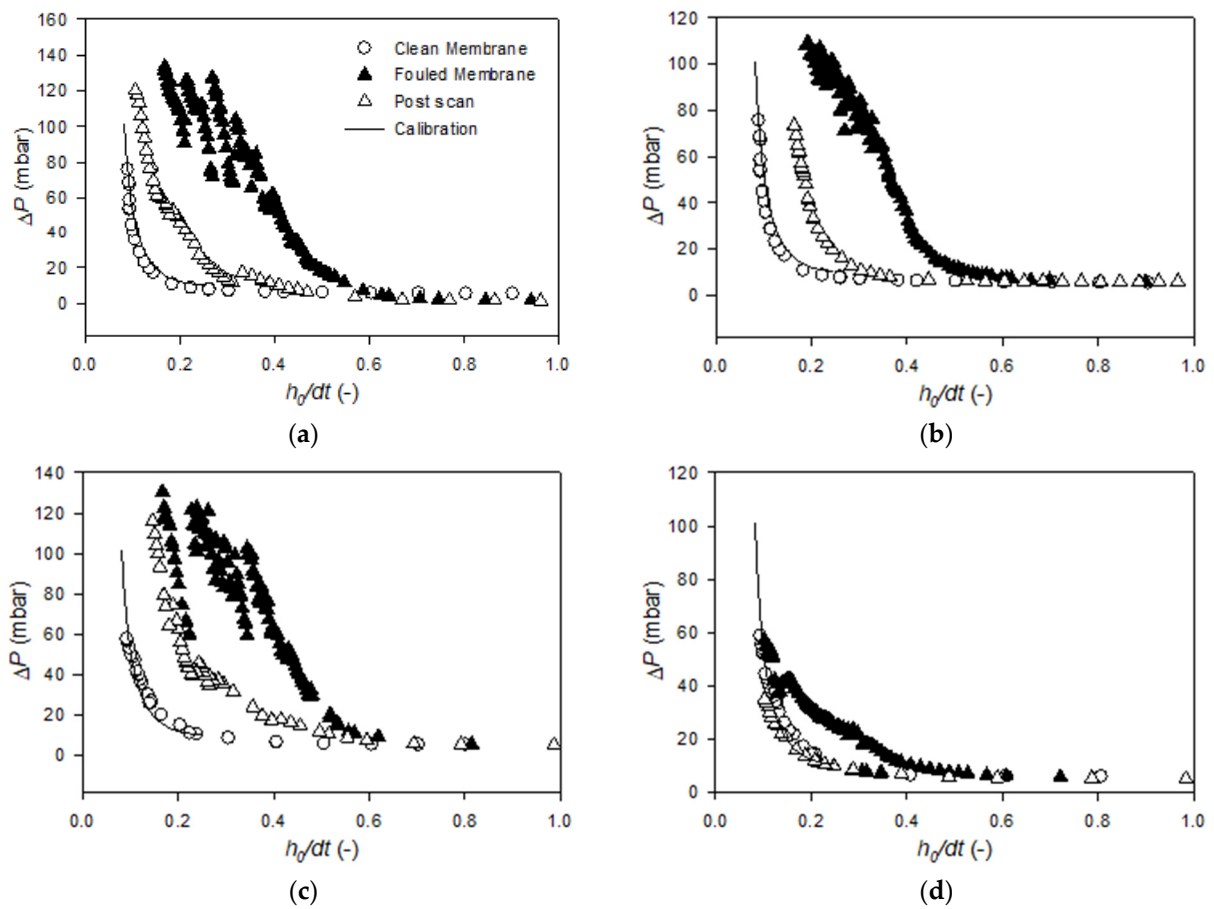 160
140
120
100
80
60
40
20
0
ΔP (mbar)
Clean Membrane
Fouled Membrane
Post scan
Calibration
0.0 0.2 0.4 0.6 0.8 1.0
h0/dt (-)
(a)
120
100
80
60
40
20
0
ΔP (mbar)
0.0 0.2 0.4 0.6 0.8 1.0
h0/dt (-)
(b)
140
120
100
80
60
40
20
0
ΔP (mbar)
0.0 0.2 0.4 0.6 0.8 1.0
h0/dt (-)
(c)
120
100
80
60
40
20
0
ΔP (mbar)
0.0 0.2 0.4 0.6 0.8 1.0
h0/dt (-)
(d)